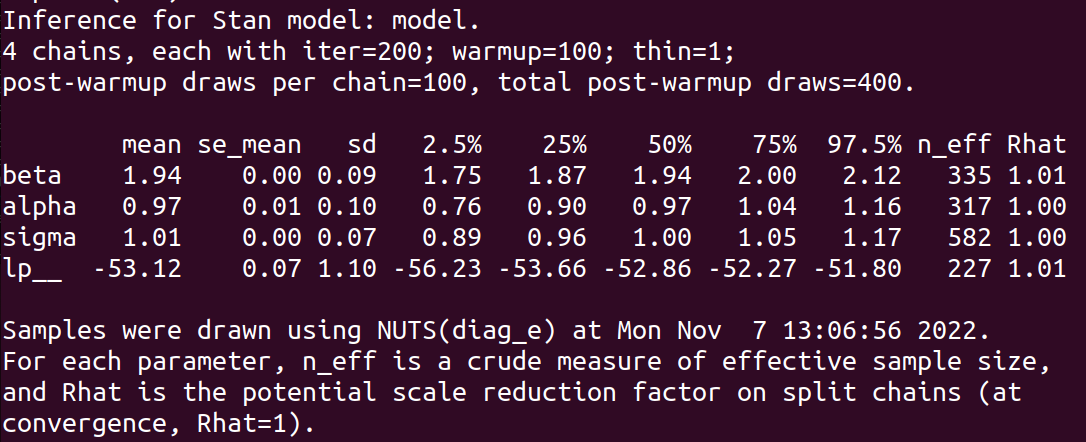 Inference for Stan model: model.
4 chains, each with iter=200; warmup=100; thin=1;
post-warmup draws per chain=100, total post-warmup draws=400.

        mean se_mean   sd   2.5%    25%    50%    75%  97.5% n_eff Rhat
beta    1.94    0.00 0.09   1.75   1.87   1.94   2.00   2.12   335 1.01
alpha   0.97    0.01 0.10   0.76   0.90   0.97   1.04   1.16   317 1.00
sigma   1.01    0.00 0.07   0.89   0.96   1.00   1.05   1.17   582 1.00
lp__  -53.12    0.07 1.10 -56.23 -53.66 -52.86 -52.27 -51.80   227 1.01

Samples were drawn using NUTS(diag_e) at Mon Nov  7 13:06:56 2022.
For each parameter, n_eff is a crude measure of effective sample size,
and Rhat is the potential scale reduction factor on split chains (at
convergence, Rhat=1).